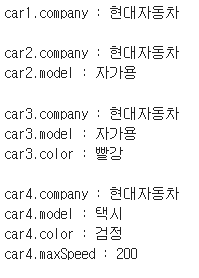 car1.company : 현대자동차
car2.company : 현대자동차
car2.model : 자가용
car3.company : 현대자동차
car3.model : 자가용
car3.color : 빨강
car4.company : 현대자동차
car4.model : 택시
car4.color : 검정
car4.maxSpeed : 200